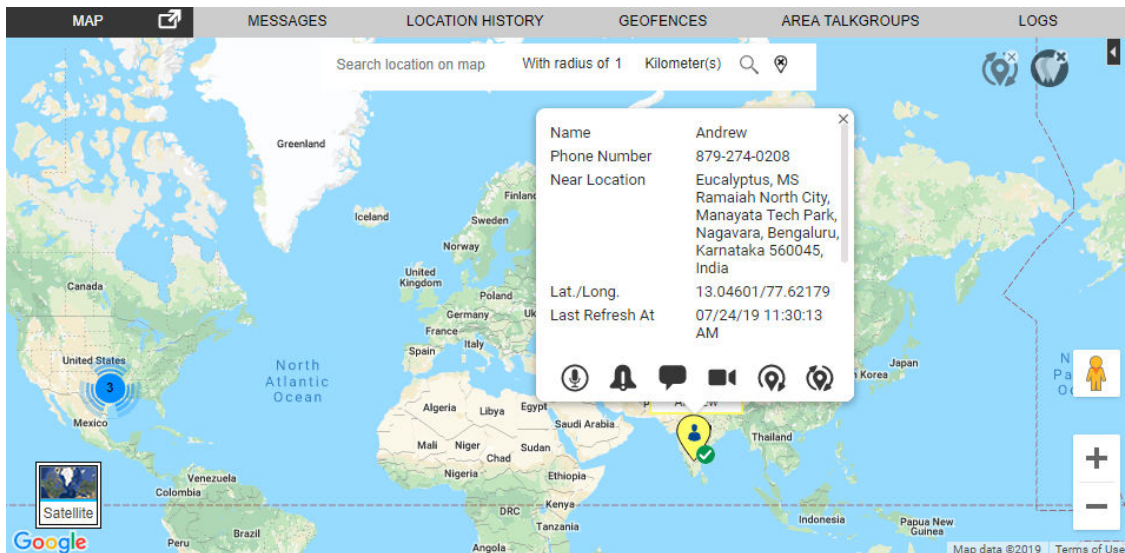 MAP
MESSAGES
LOCATION HISTORY
GEOFENCES
AREA TALKGROUPS
LOGS
Search location on map
With radius of 1
Kilometer(s)
Name Andrew
Phone Number 879-274-0208
Near Location Eucalyptus, MS
Ramaiah North City,
Manayata Tech Park,
Nagavara, Bengaluru,
Karnataka 560045,
India
Lat./Long. 13.04601/77.62179
Last Refresh At 07/24/19 11:30:13
AM
Greenland
Iceland
Finland
Sweden
Norway
United
Kingdom
Poland
Germany
Uk
France
Italy
Spain
Canada
United States
3
Mexico
North
Atlantic
Ocean
Japan
Korea
N
Pa
O
Andrew
Algeria
Libya
Egypt
Saudi Arabia
Mali
Niger
Chad
Sudan
Nigeria
Ethiopia
Thailand
Venezuela
Colombia
DRC
Kenya
Tanzania
Indonesia
Papua New
Guinea
Brazil
Peru
Angola
Satellite
Google
Map data ©2019
Terms of Use